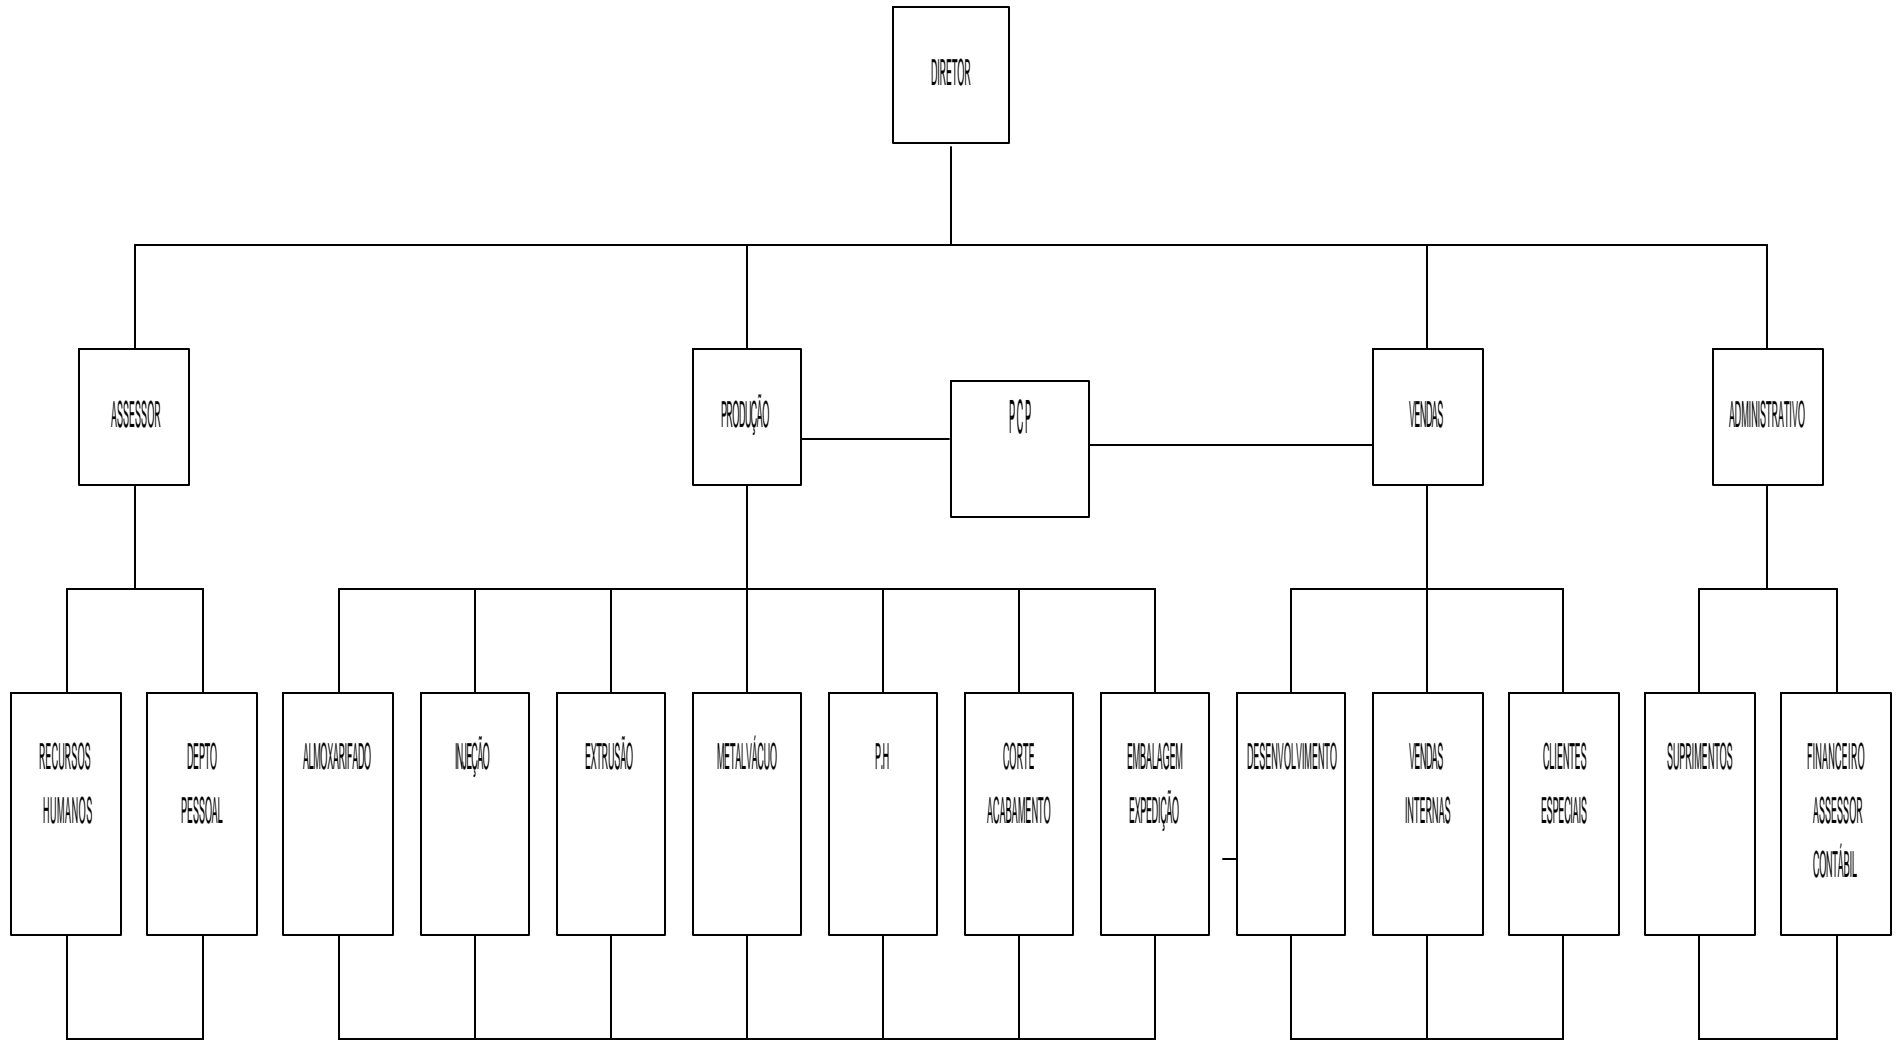 DIRETOR
ASSESSOR
PRODUÇÃO
PCP
VENDAS
ADMINISTRATIVO
RECURSOS
HUMANOS
DEPTO
PESSOAL
ALMOXARIFADO
INJEÇÃO
EXTRUSÃO
METALVÁCUO
P.H
CORTE
ACABAMENTO
EMBALAGEM
EXPEDIÇÃO
DESENVOLVIMENTO
VENDAS
INTERNAS
CLIENTES
ESPECIAIS
SUPRIMENTOS
FINANCEIRO
ASSESSOR
CONTÁBIL